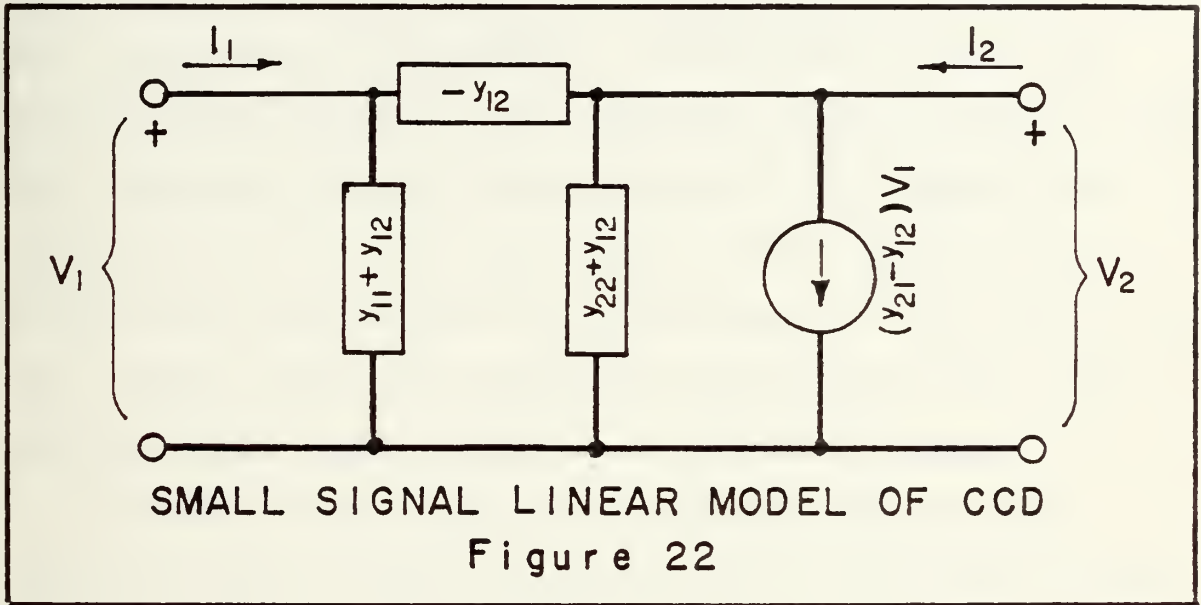 I₁
I₂
-y₁₂
+
+
V₁
y₁₁ + y₁₂
y₂₂ + y₁₂
(y₂₁ - y₁₂) V₁
V₂
SMALL SIGNAL LINEAR MODEL OF CCD
Figure 22